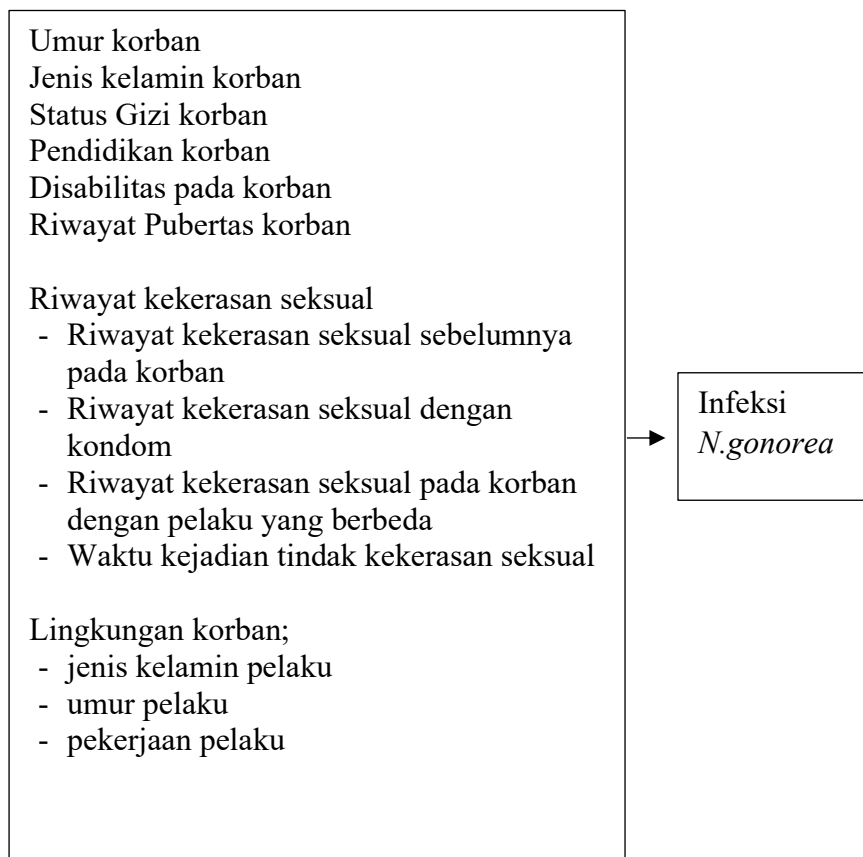 Umur korban
Jenis kelamin korban
Status Gizi korban
Pendidikan korban
Disabilitas pada korban
Riwayat Pubertas korban
Riwayat kekerasan seksual
- Riwayat kekerasan seksual sebelumnya
pada korban
- Riwayat kekerasan seksual dengan
kondom
- Riwayat kekerasan seksual pada korban
dengan pelaku yang berbeda
- Waktu kejadian tindak kekerasan seksual
Lingkungan korban;
- jenis kelamin pelaku
- umur pelaku
- pekerjaan pelaku
Infeksi
N.gonorea